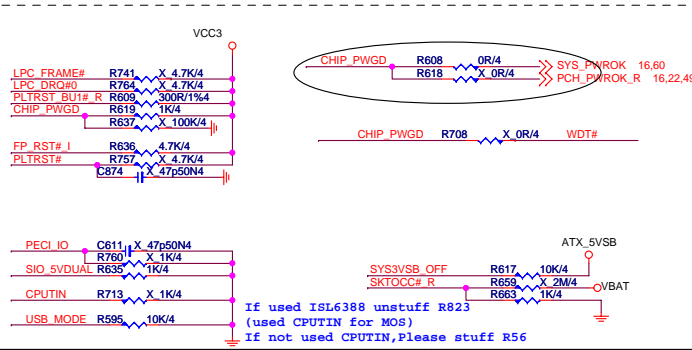 VCC3
LPC_FRAME# R741 X_4.7K/4
LPC_DRQ#0 R764 X_4.7K/4
PLTRST_BU1#_R R609 300R/1%4
CHIP_PWGD R619 1K/4
R637 X_100K/4
FP_RST#_I R636 4.7K/4
PLTRST# R757 X_4.7K/4
C874 X_47p50N4
CHIP_PWGD R608 0R/4 SYS_PWROK 16,60
R618 X_0R/4 PCH_PWROK_R 16,22,49
CHIP_PWGD R708 X_0R/4 WDT#
PECI_IO C611 X_47p50N4
R760 X_1K/4
SIO_5VDUAL R635 1K/4
CPUTIN R713 X_1K/4
USB_MODE R595 10K/4
ATX_5VSB
SYS3VSB_OFF R617 10K/4
SKTOCC#_R R659 X_2M/4 VBAT
R663 1K/4
If used ISL6388 unstuff R823
(used CPUTIN for MOS)
If not used CPUTIN,Please stuff R56